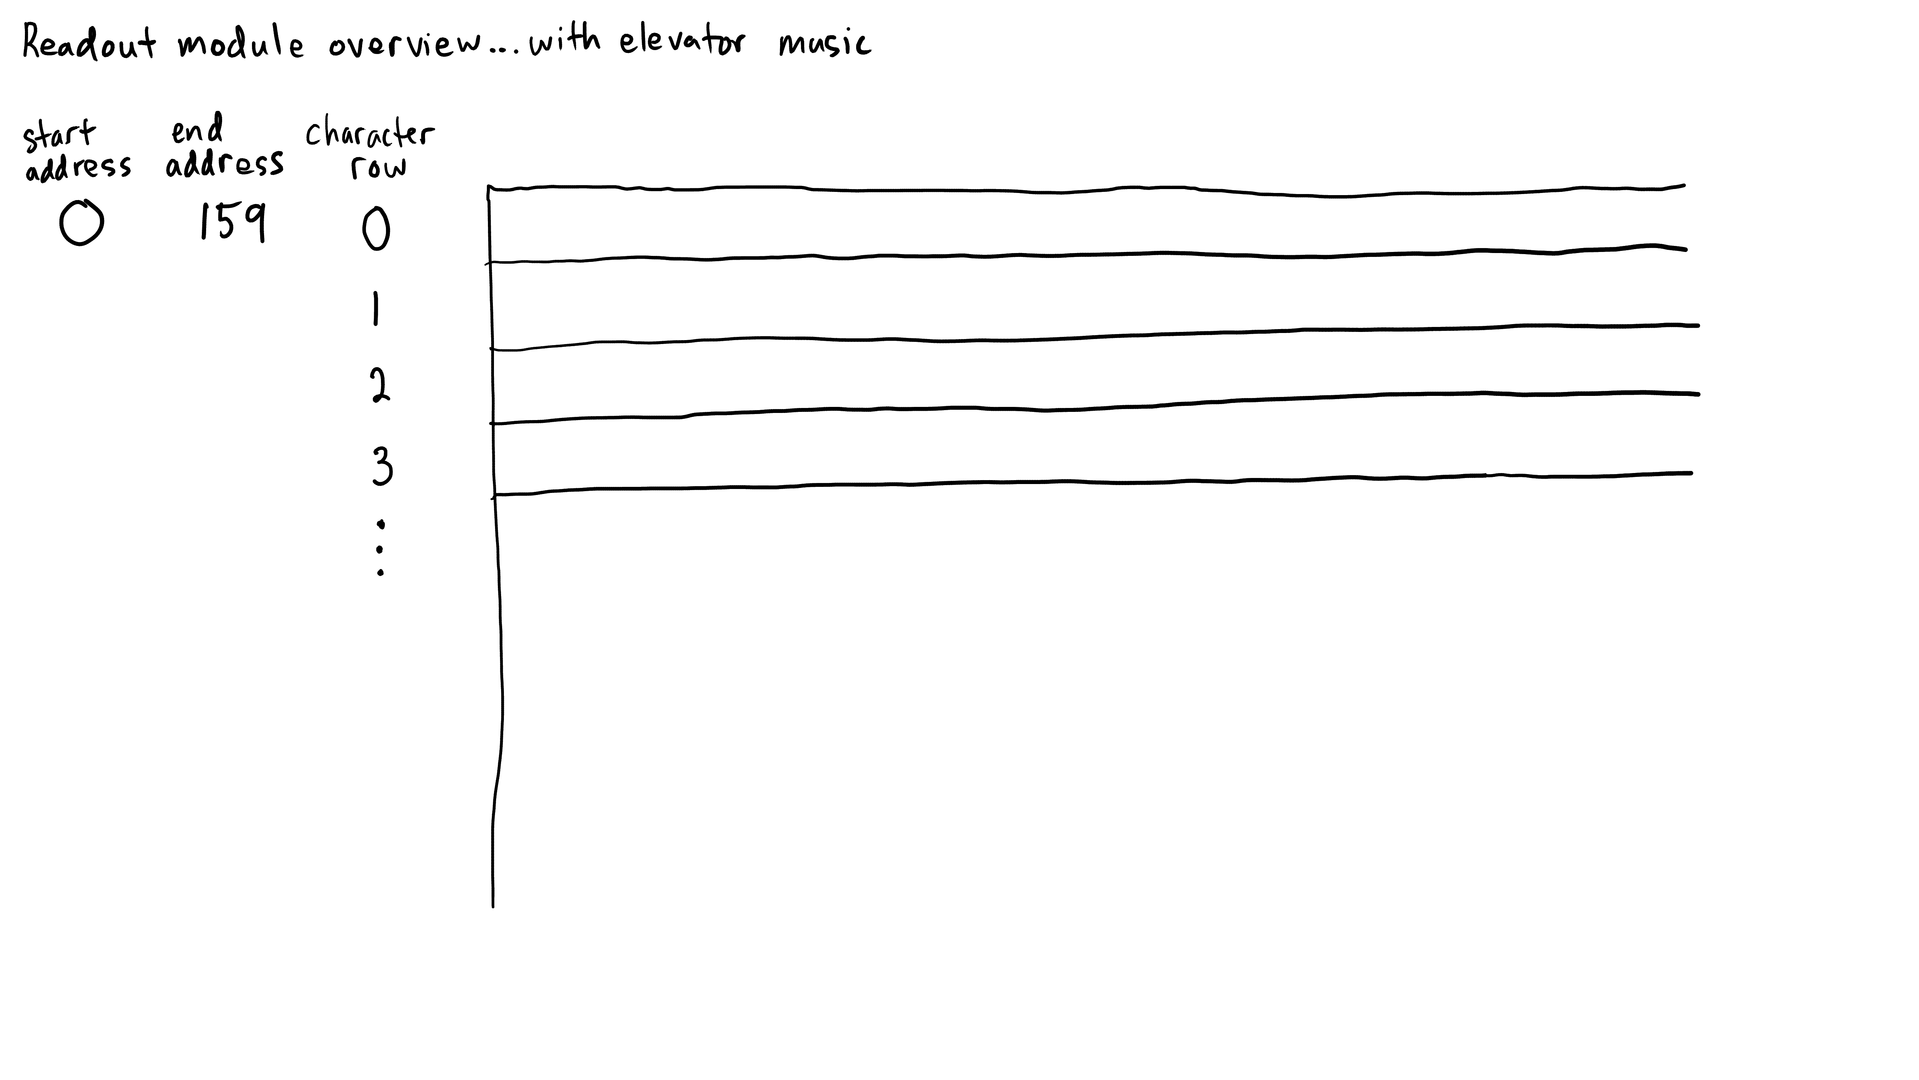 Readout module overview...with elevator music
start address end address character row
0 159 0
1
2
3
⋮